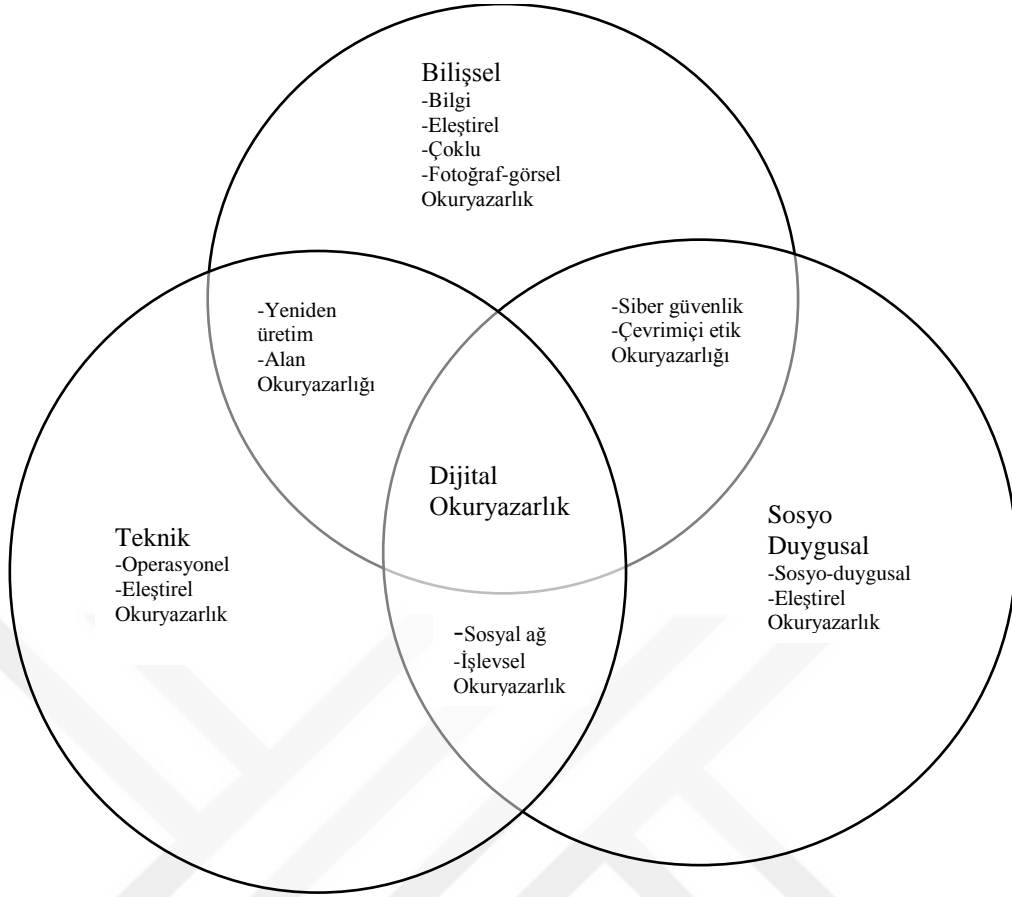 Bilişsel
-Bilgi
-Eleştirel
-Çoklu
-Fotoğraf-görsel
Okuryazarlık
-Yeniden
üretim
-Alan
Okuryazarlığı
-Siber güvenlik
-Çevrimiçi etik
Okuryazarlığı
Dijital
Okuryazarlık
Teknik
-Operasyonel
-Eleştirel
Okuryazarlık
Sosyo
Duygusal
-Sosyo-duygusal
-Eleştirel
Okuryazarlık
-Sosyal ağ
-İşlevsel
Okuryazarlık